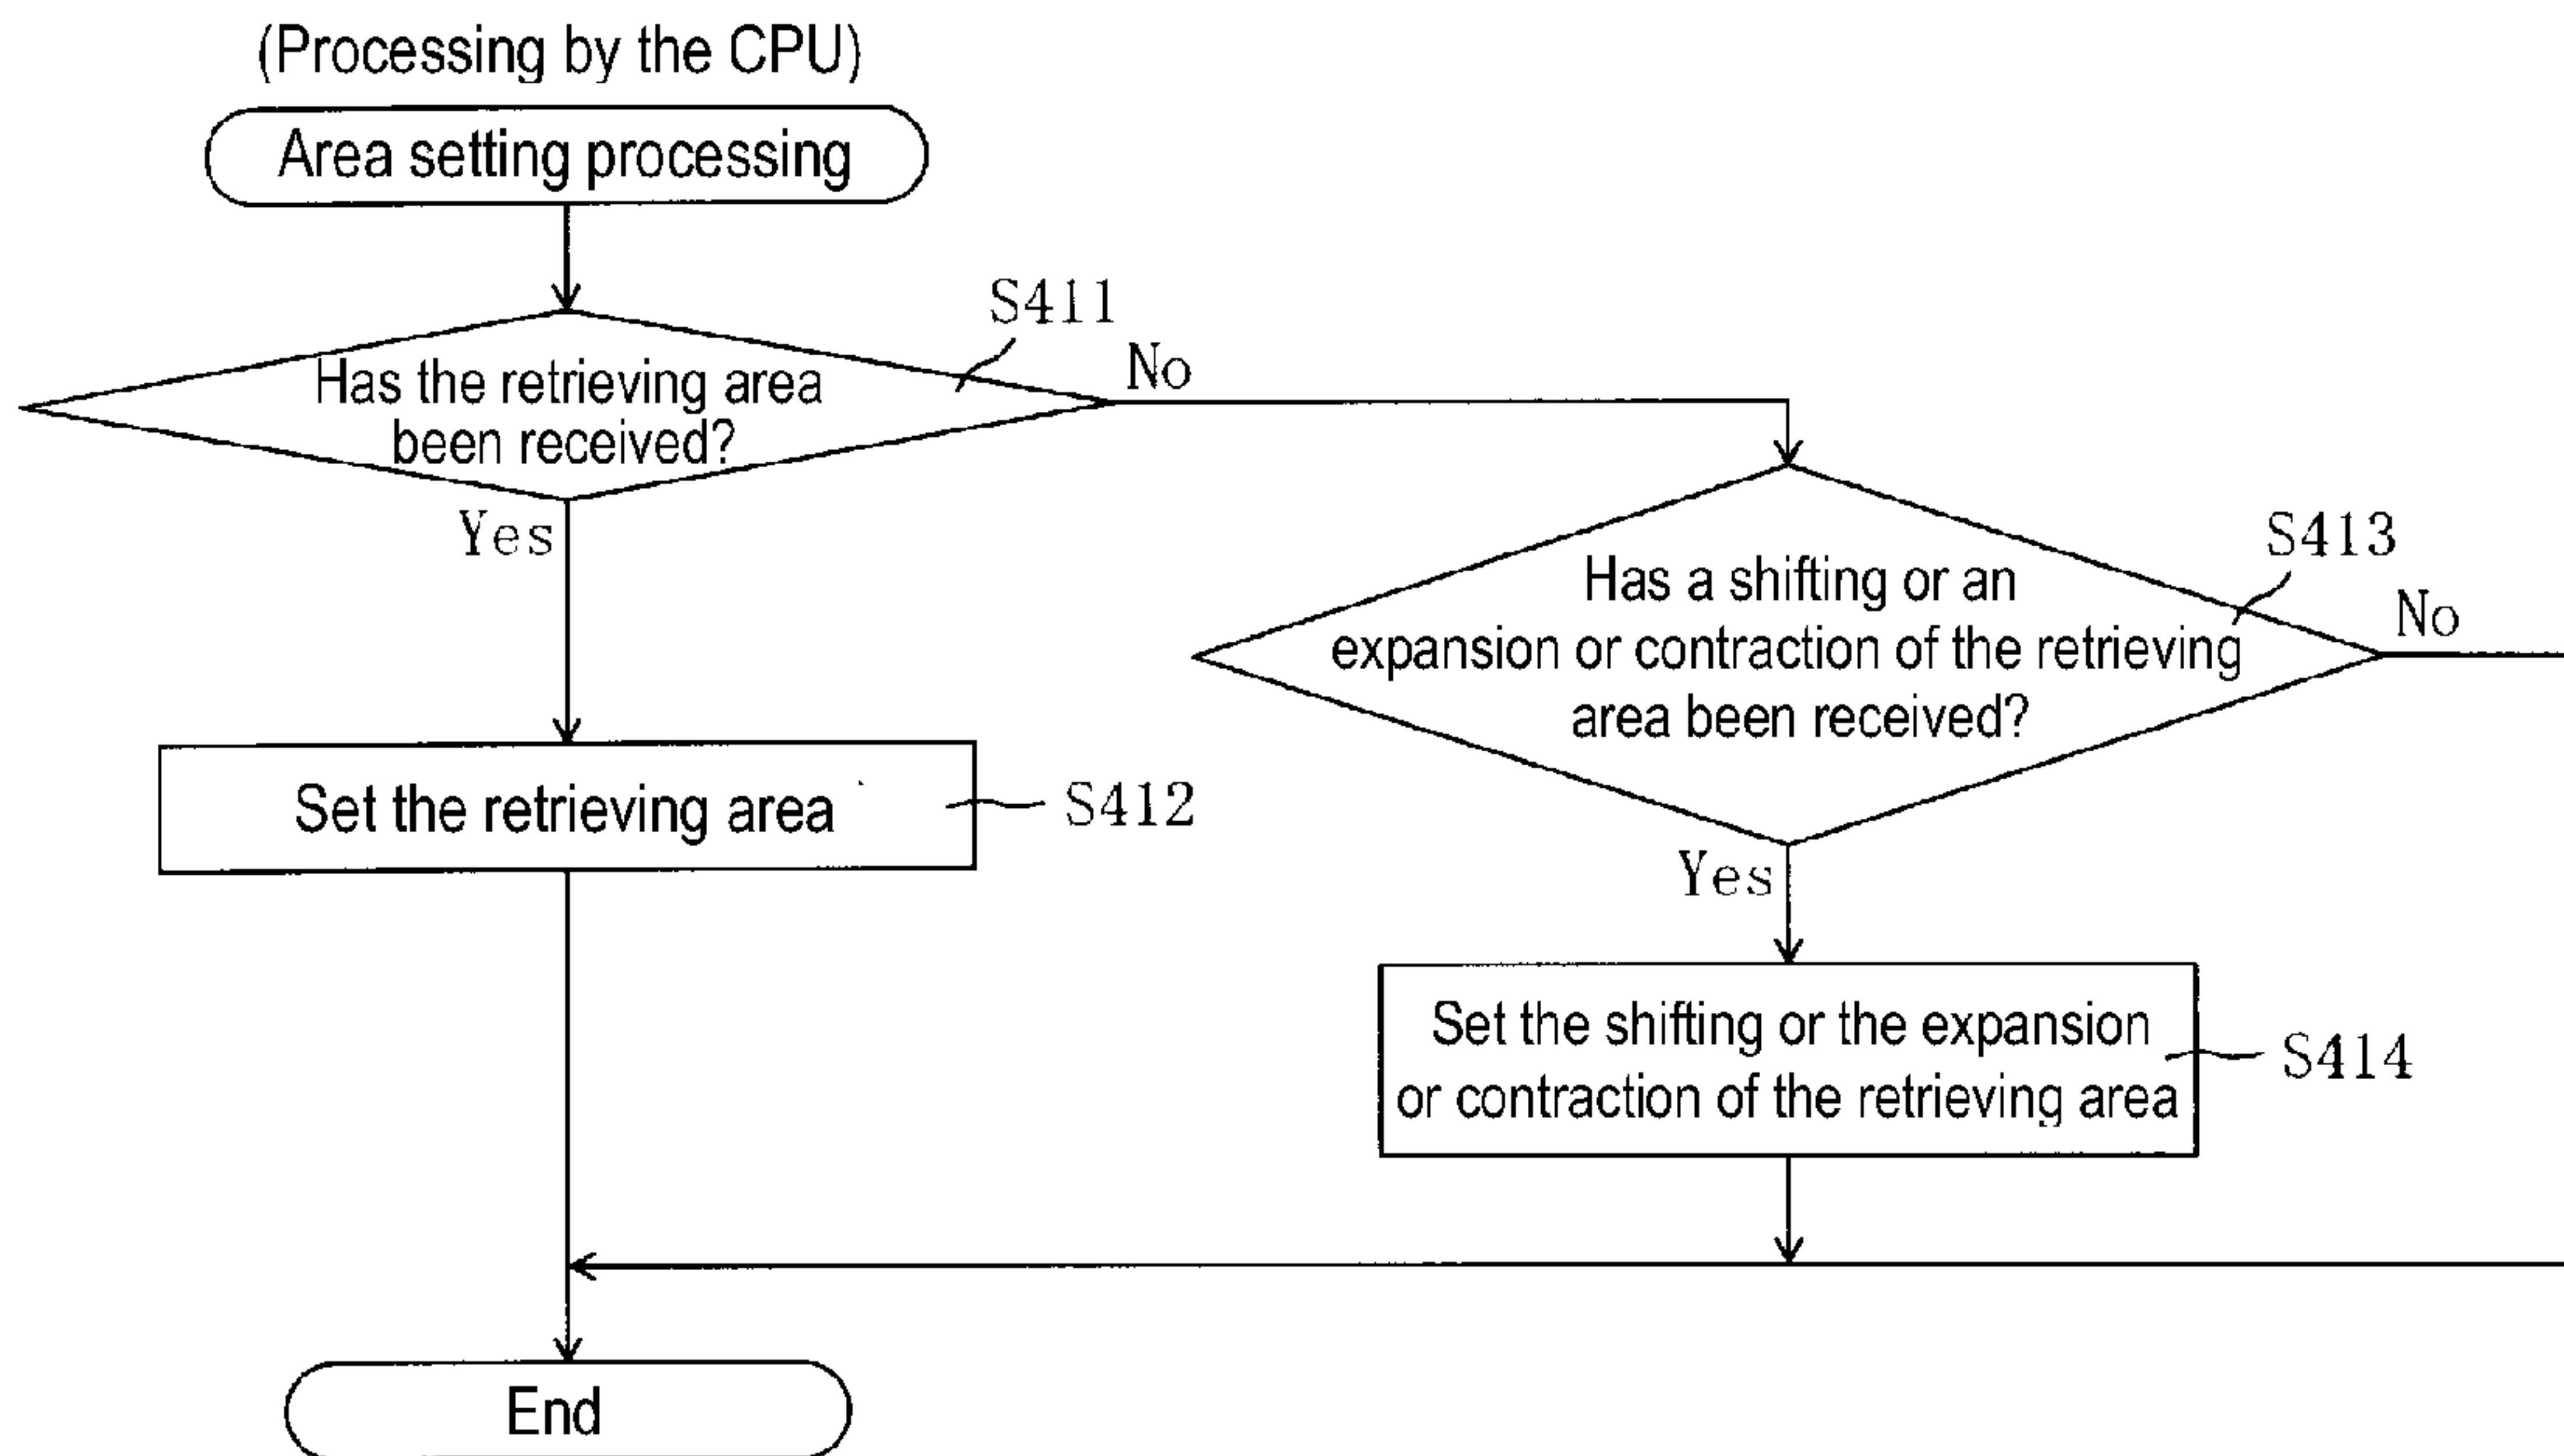 (Processing by the CPU)
Area setting processing
S411
Has the retrieving area
been received?
No
Yes
S413
Has a shifting or an
expansion or contraction of the retrieving
area been received?
No
Set the retrieving area
S412
Yes
Set the shifting or the expansion
or contraction of the retrieving area
S414
End